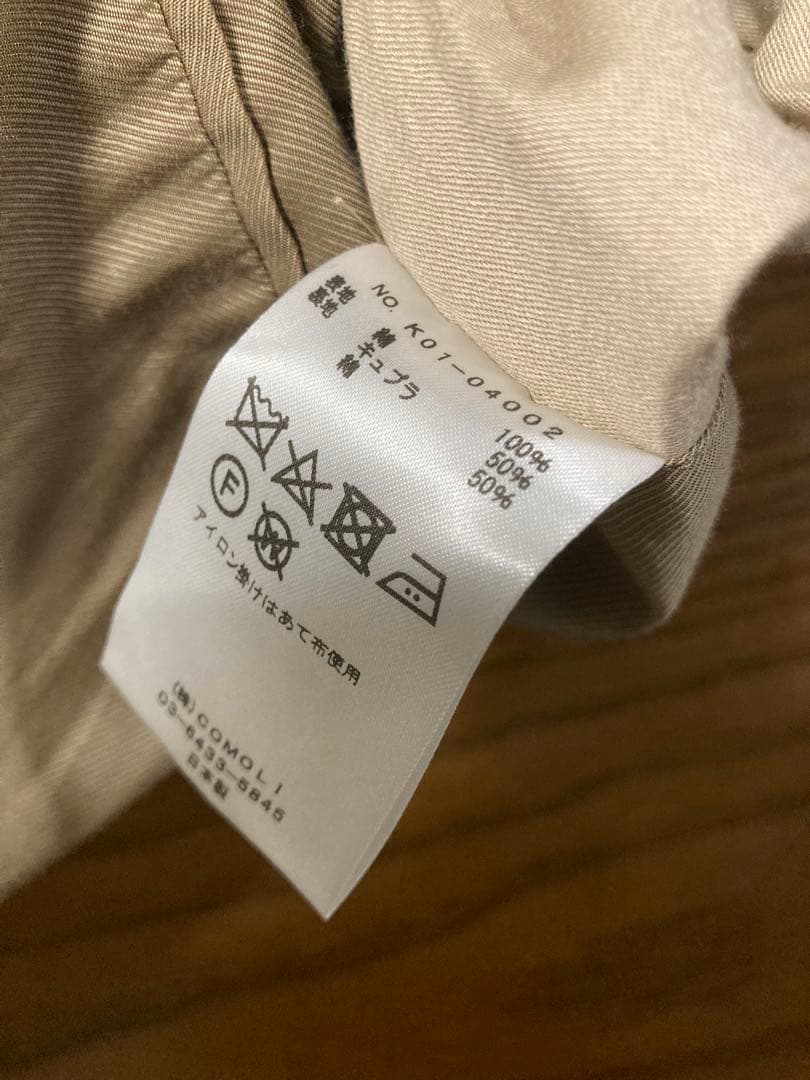 NO. K01-04002
表地 綿 100%
裏地 キュプラ 50%
綿 50%
F
W
アイロン掛けはあて布使用
(株)COMOLI
03-6433-5845
日本製